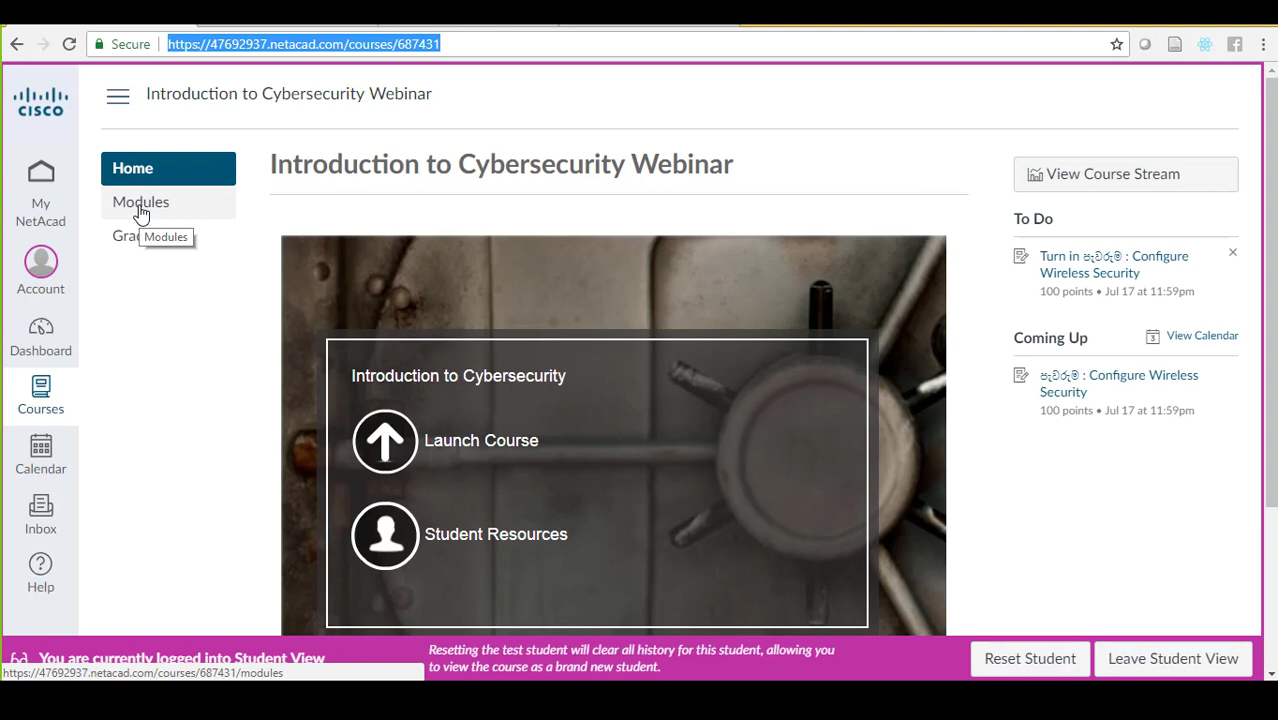 Secure
https://47692937.netacad.com/courses/687431
CISCO
My
NetAcad
Account
Dashboard
Courses
Calendar
Inbox
Help
Introduction to Cybersecurity Webinar
Home
Modules
Modules
Introduction to Cybersecurity Webinar
Introduction to Cybersecurity
Launch Course
Student Resources
View Course Stream
To Do
Turn in පැවරුම් : Configure
Wireless Security
100 points • Jul 17 at 11:59pm
Coming Up
3
View Calendar
පැවරුම් : Configure Wireless
Security
100 points • Jul 17 at 11:59pm
You are currently logged into Student View
Resetting the test student will clear all history for this student, allowing you
to view the course as a brand new student.
Reset Student
Leave Student View
https://47692937.netacad.com/courses/687431/modules